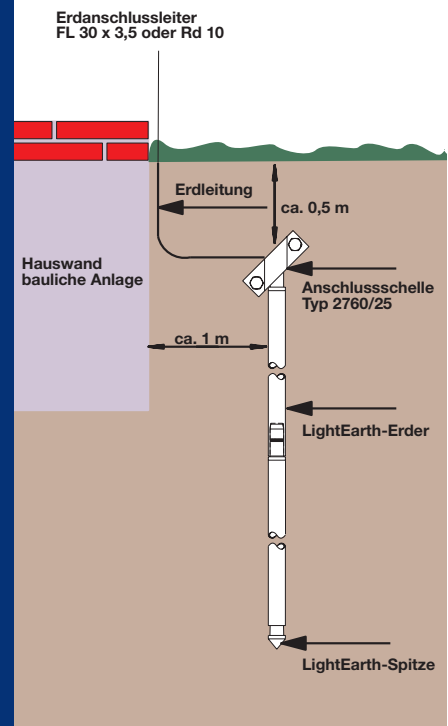 Erdanschlussleiter
FL 30 x 3,5 oder Rd 10
Erdleitung
ca. 0,5 m
Hauswand
bauliche Anlage
Anschlussschelle
Typ 2760/25
ca. 1 m
LightEarth-Erder
LightEarth-Spitze